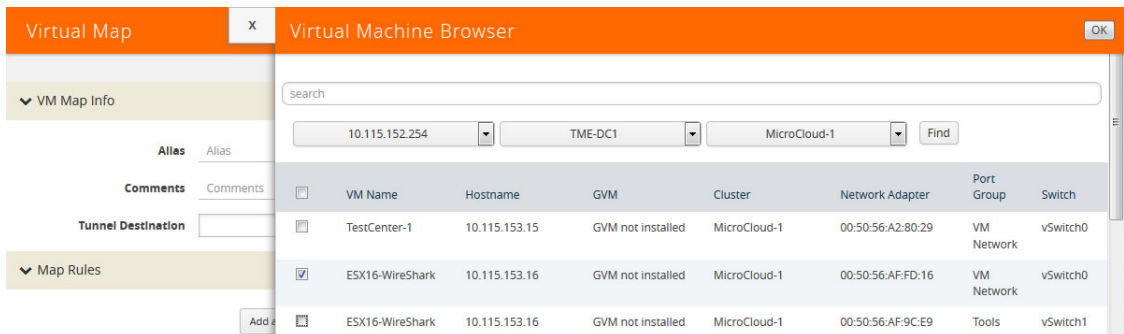 Virtual Map
X
Virtual Machine Browser
OK
VM Map Info
Alias Alias
Comments Comments
Tunnel Destination
Map Rules
Add
search
10.115.152.254 TME-DC1 MicroCloud-1 Find
VM Name Hostname GVM Cluster Network Adapter Port Group Switch
TestCenter-1 10.115.153.15 GVM not installed MicroCloud-1 00:50:56:A2:80:29 VM Network vSwitch0
ESX16-WireShark 10.115.153.16 GVM not installed MicroCloud-1 00:50:56:AF:FD:16 VM Network vSwitch0
ESX16-WireShark 10.115.153.16 GVM not installed MicroCloud-1 00:50:56:AF:9C:E9 Tools vSwitch1